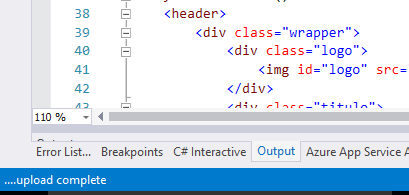 38 <header>
39 <div class="wrapper">
40 <div class="logo">
41 <img id="logo" src=
42 </div>
43 <div class="titulo">
110 %
Error List... Breakpoints C# Interactive Output Azure App Service A
....upload complete